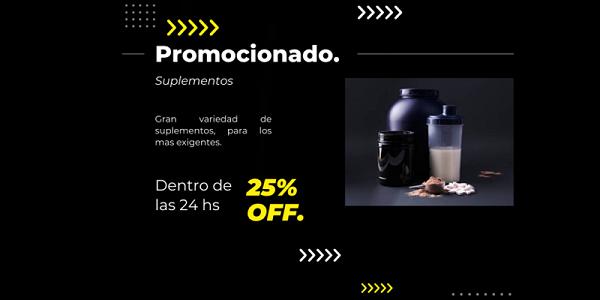 Promocionado.
Suplementos
Gran variedad de
suplementos, para los
mas exigentes.
Dentro de
las 24 hs
25%
OFF.